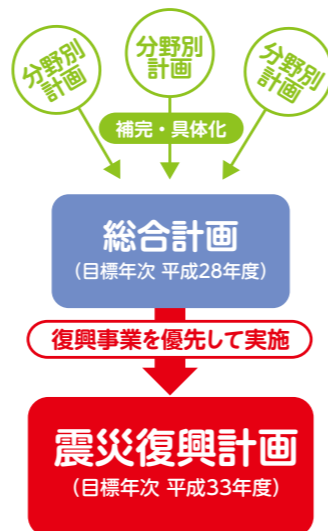 分野別
計画
分野別
計画
分野別
計画
補完・具体化
総合計画
（目標年次 平成28年度）
復興事業を優先して実施
震災復興計画
（目標年次 平成33年度）